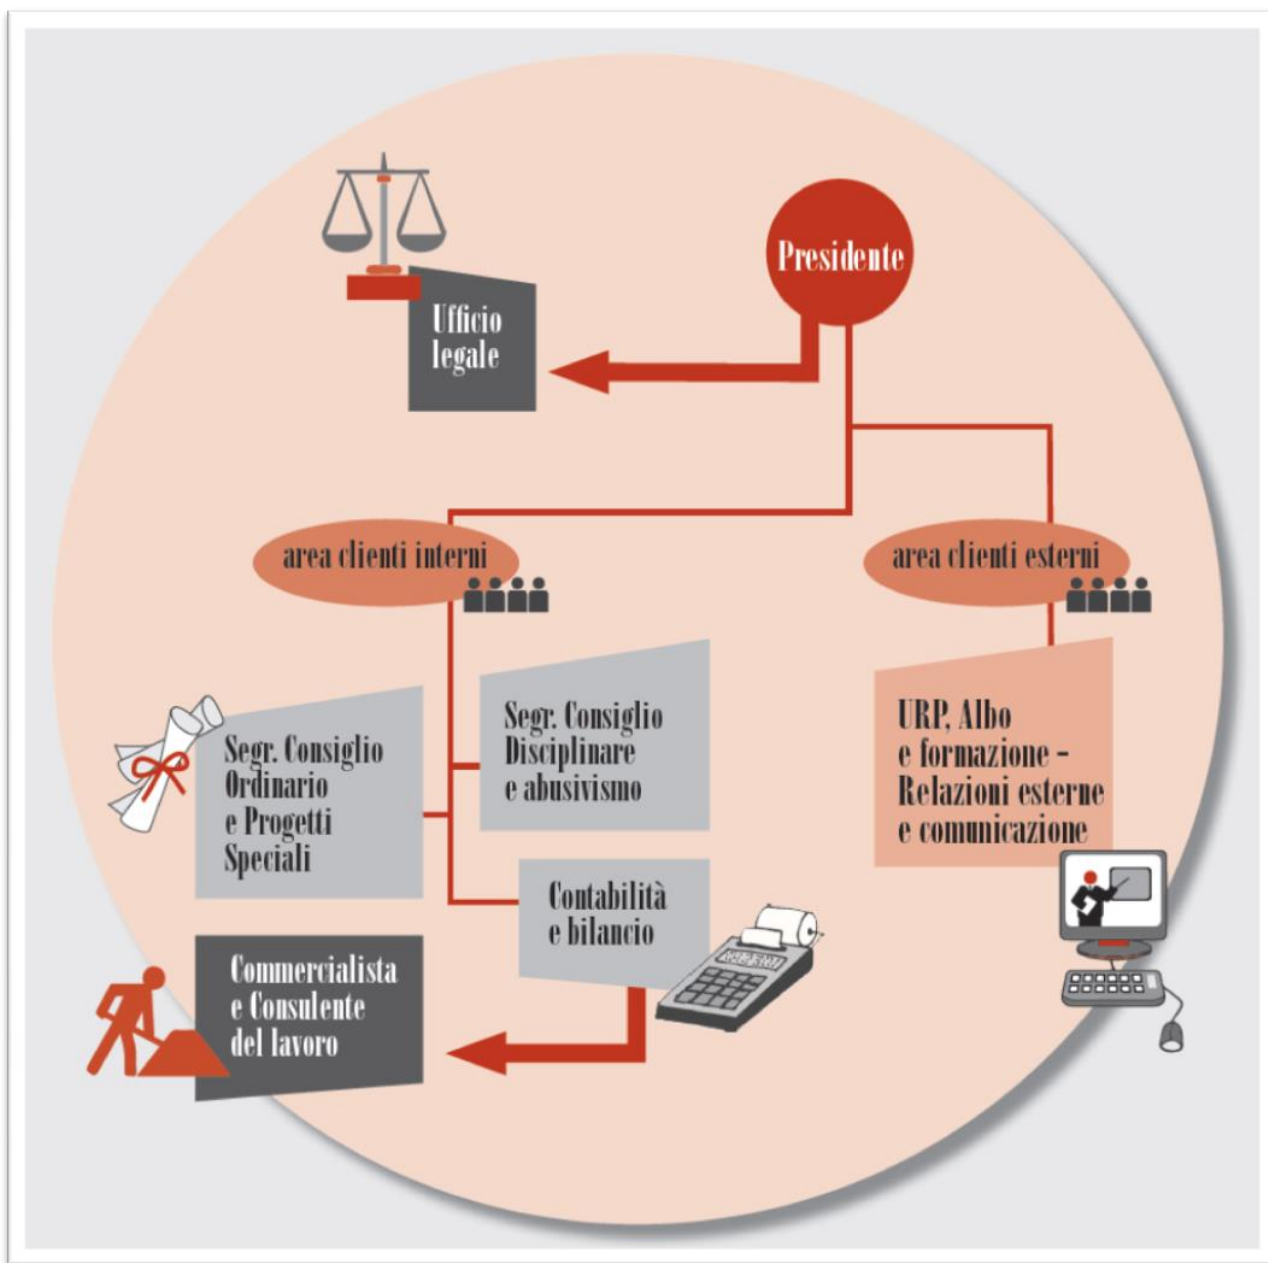 Presidente
Ufficio
legale
area clienti interni
area clienti esterni
Segr. Consiglio
Ordinario
e Progetti
Speciali
Segr. Consiglio
Disciplinare
e abusivismo
URP, Albo
e formazione –
Relazioni esterne
e comunicazione
Contabilità
e bilancio
Commercialista
e Consulente
del lavoro